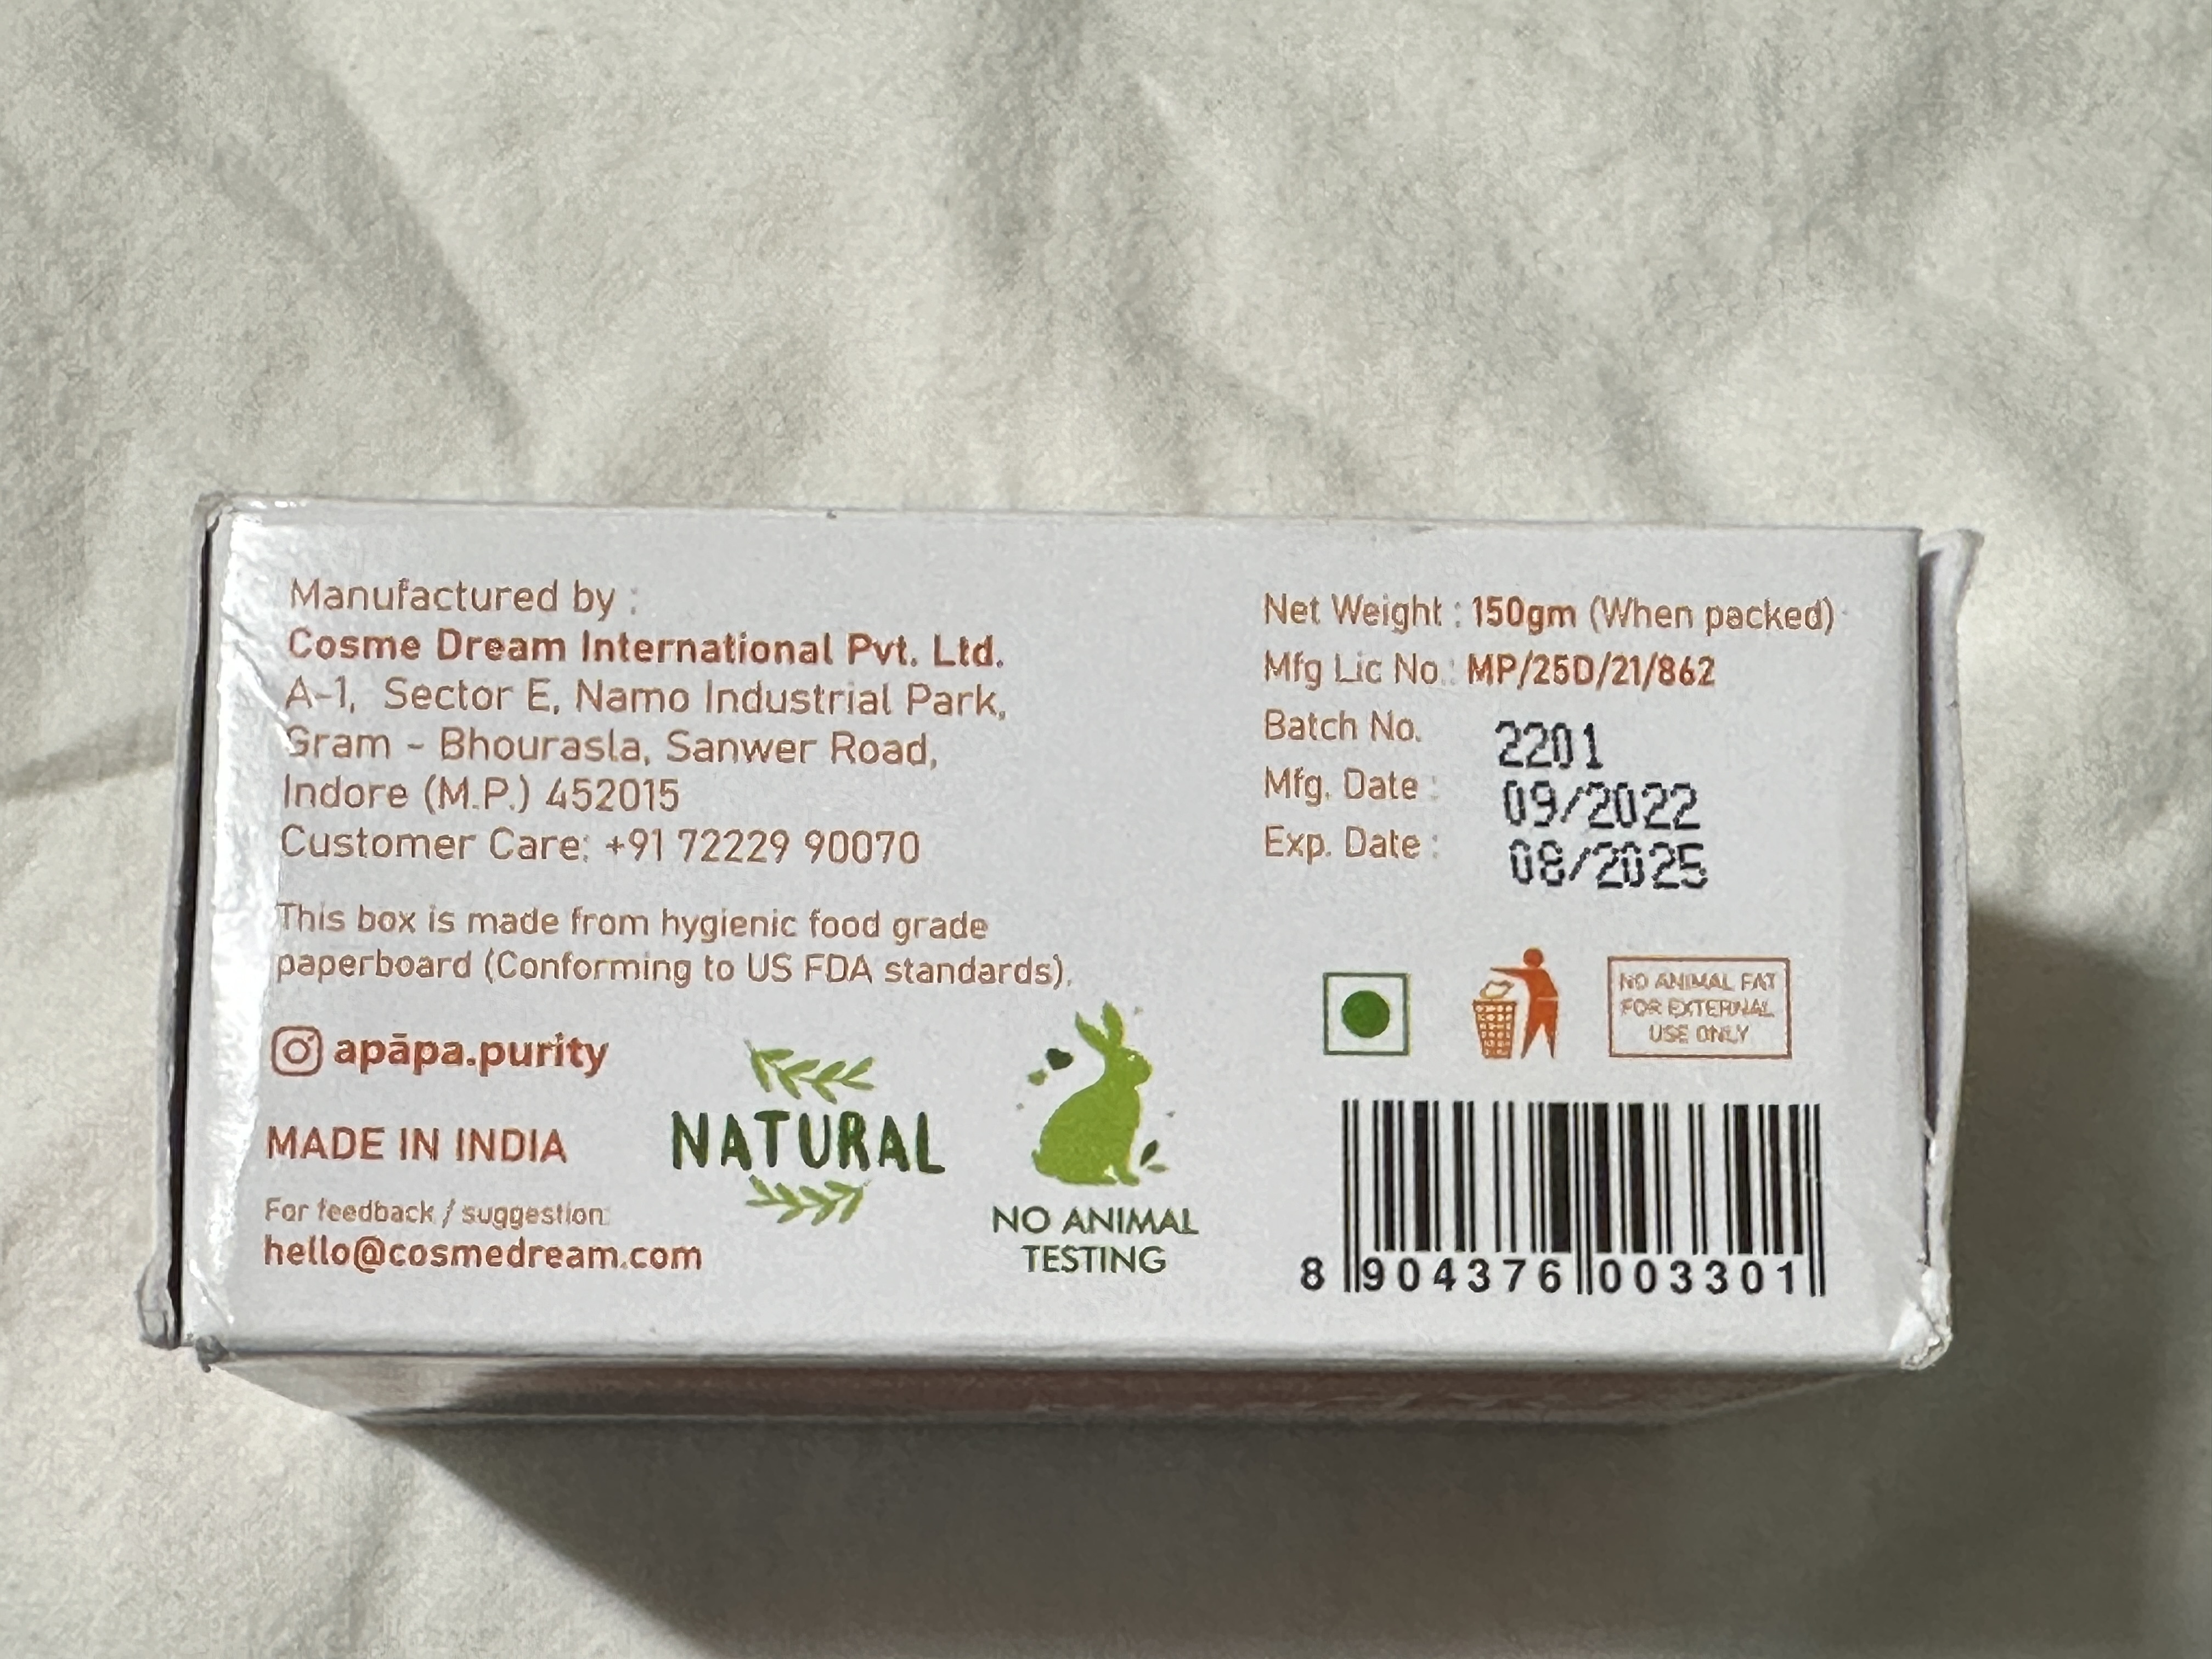 Manufactured by :
Cosme Dream International Pvt. Ltd.
A-1, Sector E, Namo Industrial Park,
Gram - Bhourasla, Sanwer Road,
Indore (M.P.) 452015
Customer Care: +91 72229 90070
This box is made from hygienic food grade
paperboard (Conforming to US FDA standards).
apāpa.purity
MADE IN INDIA
For feedback / suggestion:
hello@cosmedream.com
NATURAL
NO ANIMAL
TESTING
Net Weight : 150gm (When packed)
Mfg Lic No.: MP/25D/21/862
Batch No. 2201
Mfg. Date : 09/2022
Exp. Date : 08/2025
NO ANIMAL FAT
FOR EXTERNAL
USE ONLY
8 904376 003301